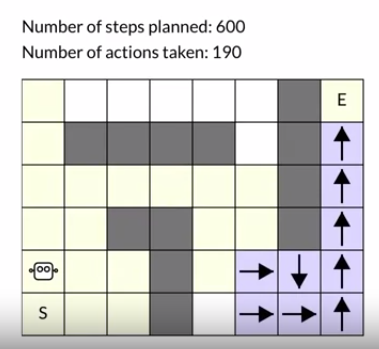 Number of steps planned: 600
Number of actions taken: 190
E
S